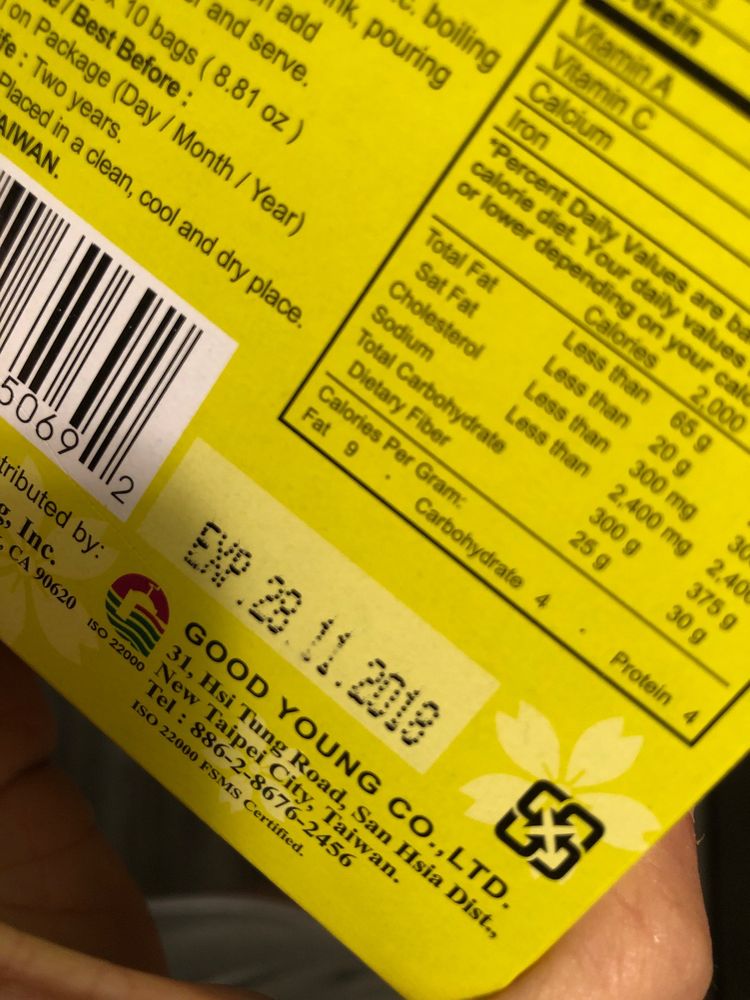 c. boiling
nk, pouring
add
r and serve.
x 10 bags ( 8.81 oz )
/ Best Before :
on Package (Day / Month / Year)
ife : Two years.
Placed in a clean, cool and dry place.
AIWAN.
5069 2
tributed by:
g, Inc.
, CA 90620
ISO 22000
EXP.28.11.2018
GOOD YOUNG CO.,LTD.
31, Hsi Tung Road, San Hsia Dist.,
New Taipei City, Taiwan.
Tel : 886-2-8676-2456
ISO 22000 FSMS Certified.
otein
Vitamin A
Vitamin C
Calcium
Iron
*Percent Daily Values are ba
calorie diet. Your daily values
or lower depending on your cal
Calories 2,000
Total Fat Less than 65 g
Sat Fat Less than 20 g
Cholesterol Less than 300 mg 30
Sodium Less than 2,400 mg 2,40
Total Carbohydrate 300 g 375 g
Dietary Fiber 25 g 30 g
Calories Per Gram:
Fat 9 · Carbohydrate 4 · Protein 4